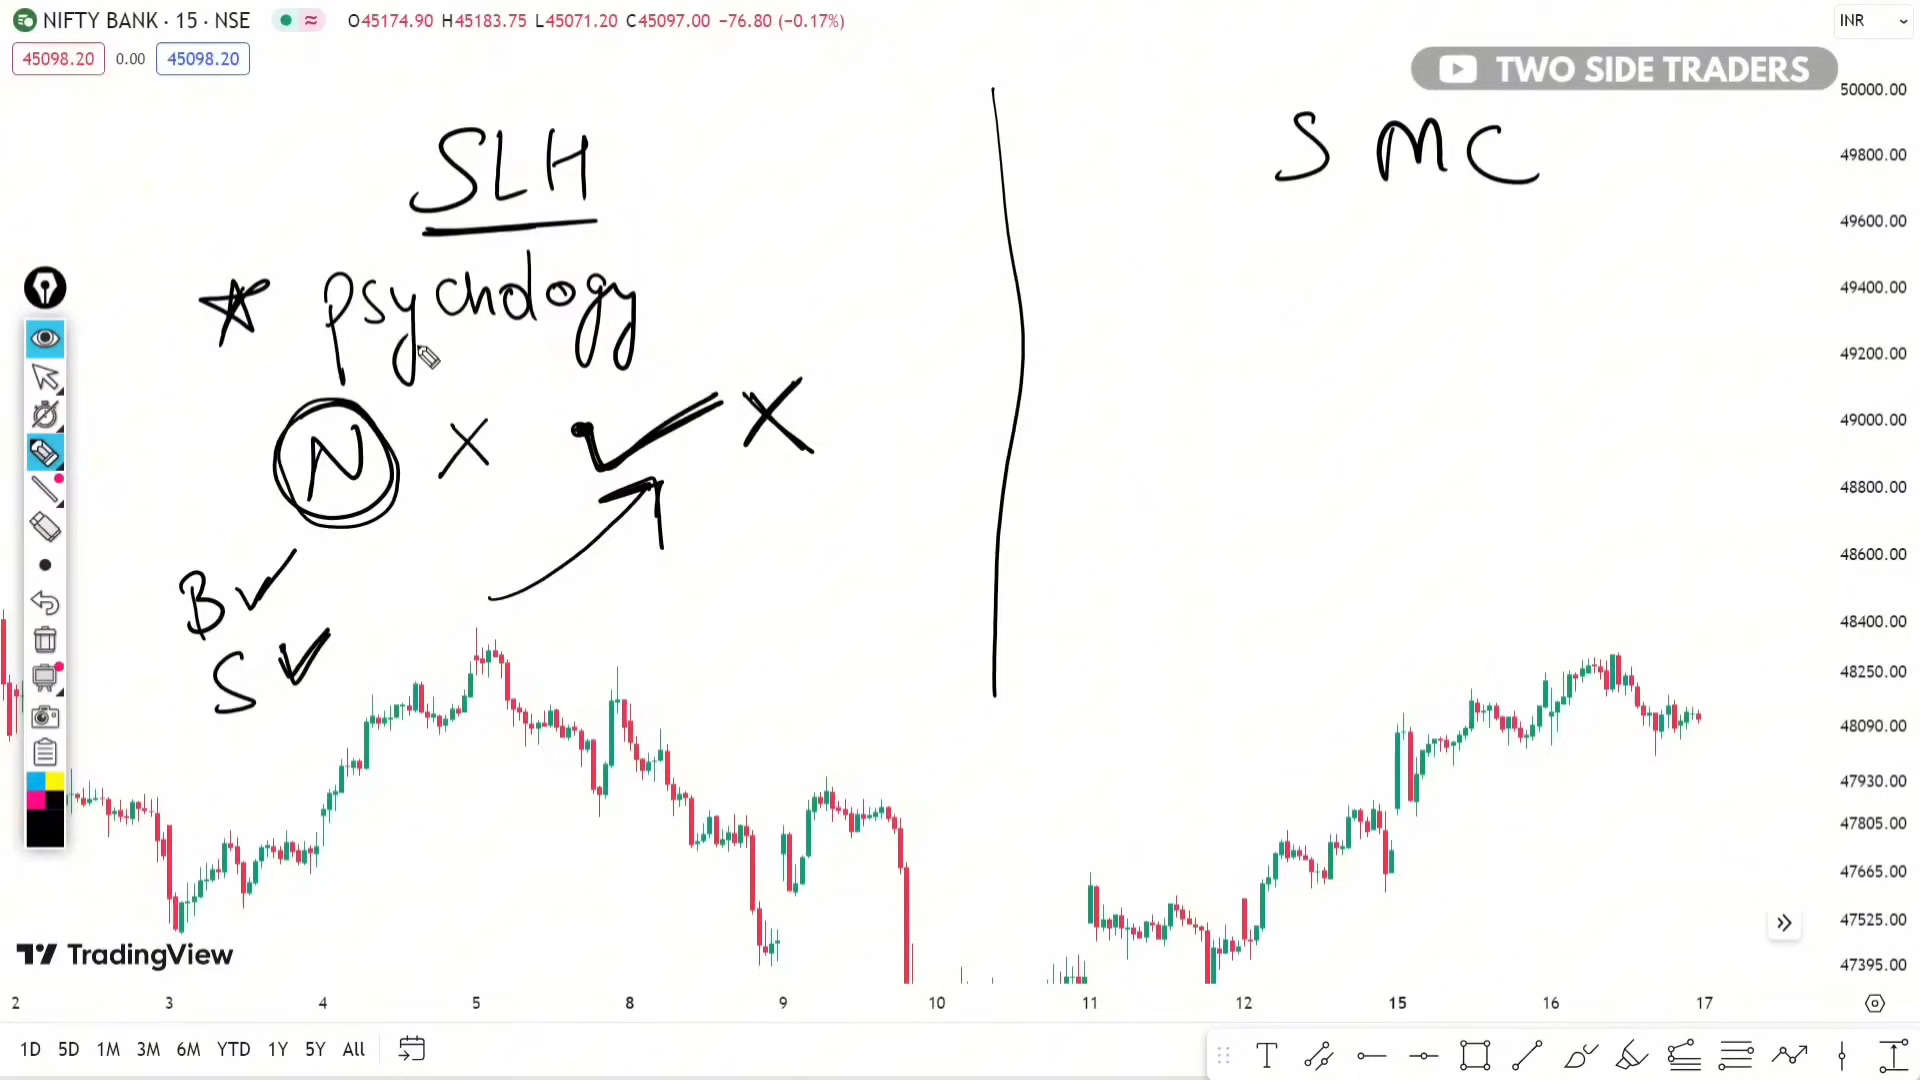 NIFTY BANK · 15 · NSE
O45174.90 H45183.75 L45071.20 C45097.00 −76.80 (−0.17%)
INR
45098.20 0.00 45098.20
TWO SIDE TRADERS
SLH
SMC
psychology
N X X
B
S
50000.00
49800.00
49600.00
49400.00
49200.00
49000.00
48800.00
48600.00
48400.00
48250.00
48090.00
47930.00
47805.00
47665.00
47525.00
47395.00
TradingView
2 3 4 5 8 9 10 11 12 15 16 17
1D 5D 1M 3M 6M YTD 1Y 5Y All